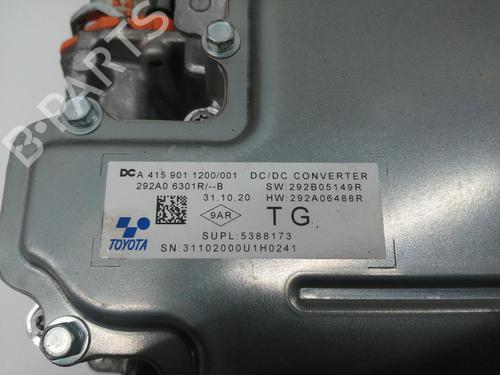 B-PARTS
DC A 415 901 1200/001 DC/DC CONVERTER
292A0 6301R/--B SW:292B05149R
31.10.20 HW:292A06488R
9AR TG
TOYOTA SUPL:5388173
SN:31102000U1H0241